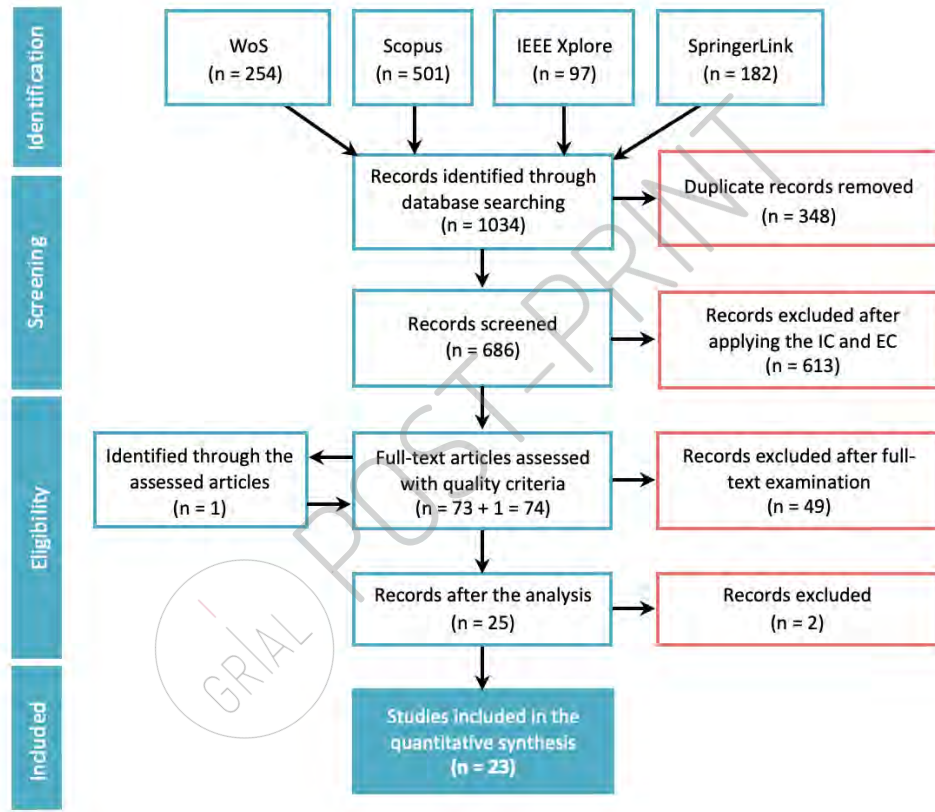 Identification
WoS
(n = 254)
Scopus
(n = 501)
IEEE Xplore
(n = 97)
SpringerLink
(n = 182)
Records identified through
database searching
(n = 1034)
Duplicate records removed
(n = 348)
Screening
Records screened
(n = 686)
Records excluded after
applying the IC and EC
(n = 613)
Eligibility
Identified through the
assessed articles
(n = 1)
Full-text articles assessed
with quality criteria
(n = 73 + 1 = 74)
Records excluded after full-
text examination
(n = 49)
Records after the analysis
(n = 25)
Records excluded
(n = 2)
Included
Studies included in the
quantitative synthesis
(n = 23)
POST-PRINT
GRIAL